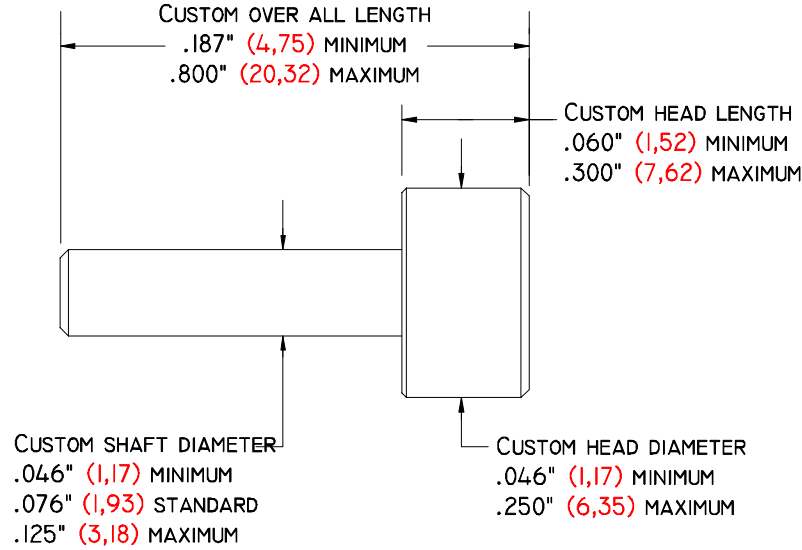 CUSTOM OVER ALL LENGTH
.187" (4,75) MINIMUM
.800" (20,32) MAXIMUM
CUSTOM HEAD LENGTH
.060" (1,52) MINIMUM
.300" (7,62) MAXIMUM
CUSTOM SHAFT DIAMETER
.046" (1,17) MINIMUM
.076" (1,93) STANDARD
.125" (3,18) MAXIMUM
CUSTOM HEAD DIAMETER
.046" (1,17) MINIMUM
.250" (6,35) MAXIMUM